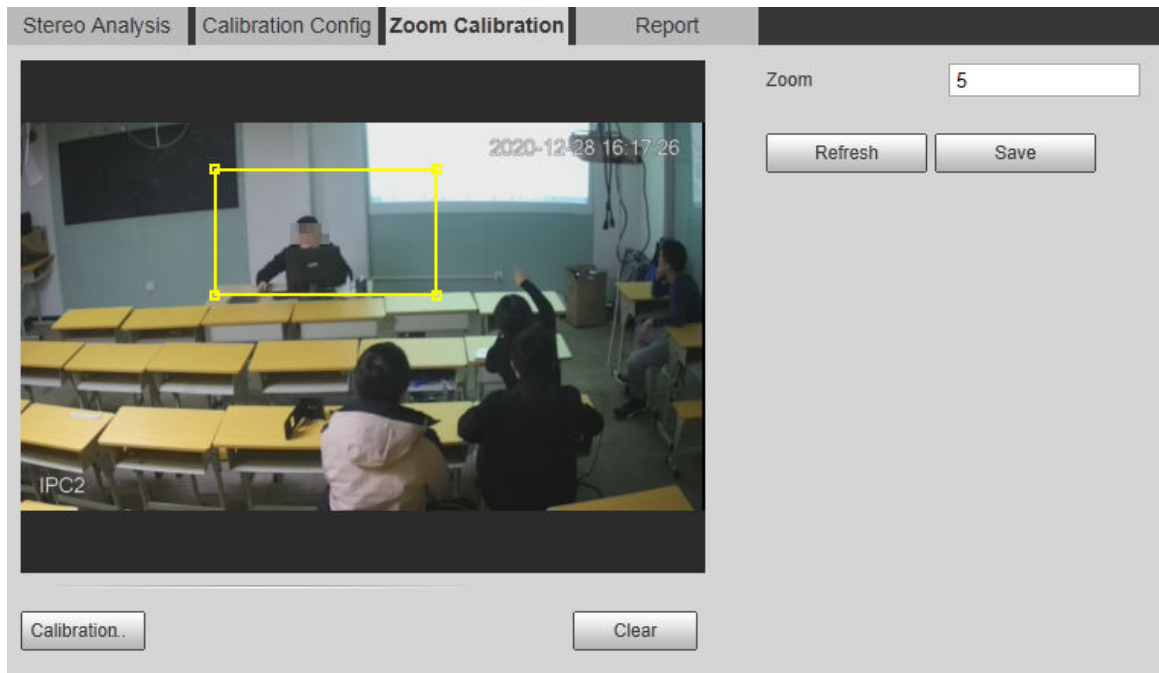 Stereo Analysis Calibration Config Zoom Calibration Report
Zoom 5
2020-12-28 16:17:26
Refresh Save
IPC2
Calibration..
Clear